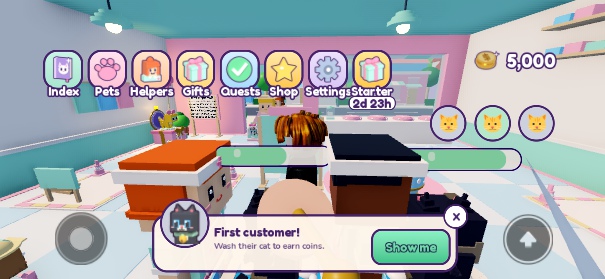 5,000
Index
Pets
Helpers
Gifts
Quests
Shop
Settings
Starter
2d 23h
First customer!
Wash their cat to earn coins.
Show me